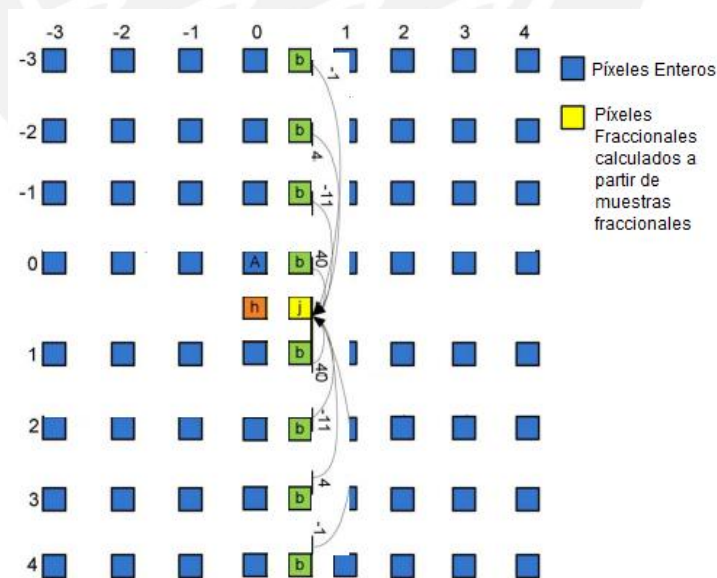 -3 -2 -1 0 1 2 3 4
-3 b -1
Píxeles Enteros
-2 b 4
Píxeles
Fraccionales
calculados a
partir de
muestras
fraccionales
-1 b -11
0 A b 40
h j
1 b 40
2 b -11
3 b 4
4 b -1